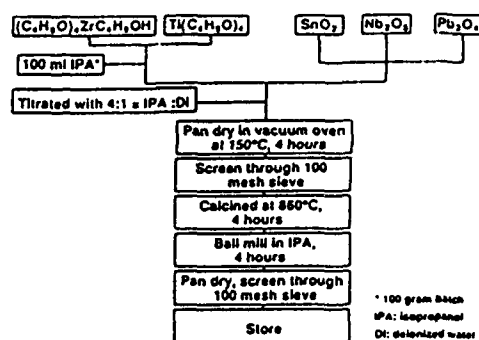 (C₄H₉O)₄ZrC₄H₉OH
Ti(C₄H₉O)₄
SnO₂
Nb₂O₅
Pb₃O₄
100 ml IPA*
Titrated with 4:1 = IPA :DI
Pan dry in vacuum oven
at 150°C, 4 hours
Screen through 100
mesh sieve
Calcined at 860°C,
4 hours
Ball mill in IPA,
4 hours
Pan dry, screen through
100 mesh sieve
Store
* 100 gram batch
IPA: isopropanol
DI: deionized water